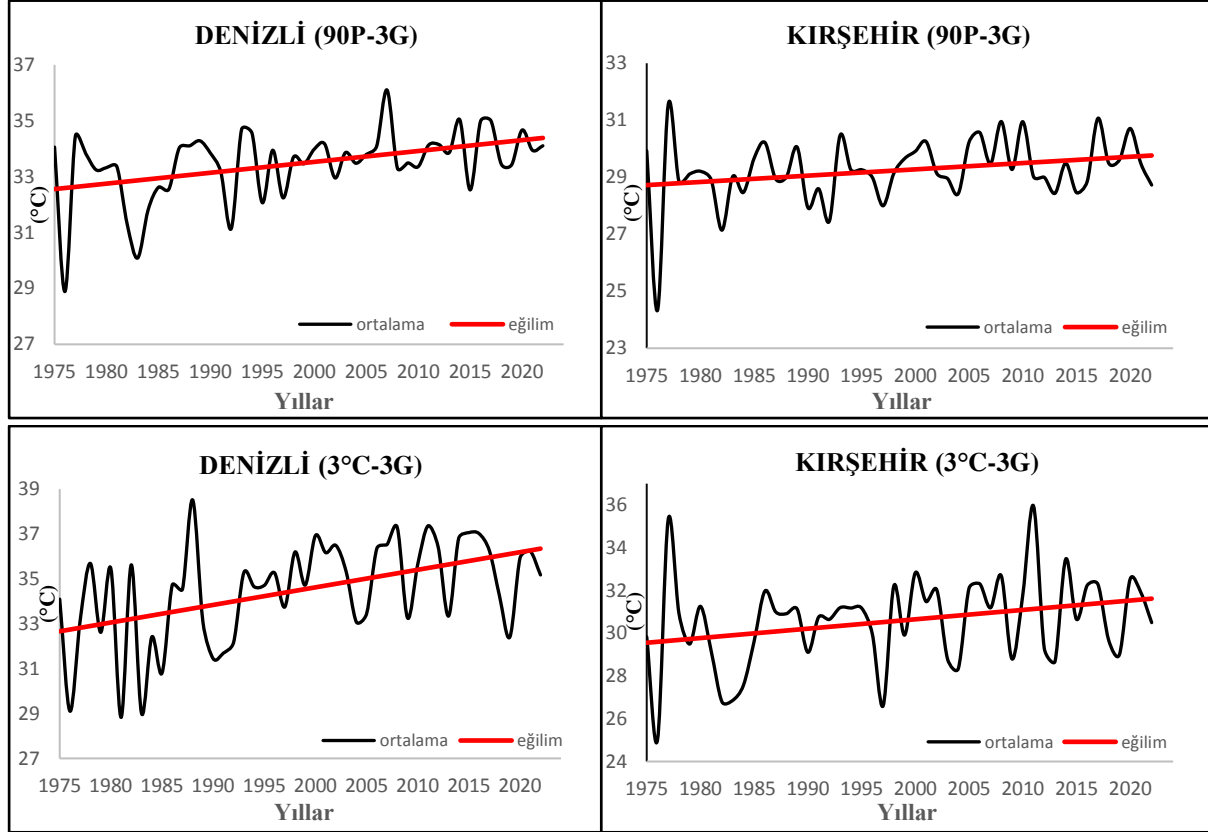 DENİZLİ (90P-3G)
37
35
33
31
29
27
(°C)
ortalama eğilim
1975 1980 1985 1990 1995 2000 2005 2010 2015 2020
Yıllar
KIRŞEHİR (90P-3G)
33
31
29
27
25
23
(°C)
ortalama eğilim
1975 1980 1985 1990 1995 2000 2005 2010 2015 2020
Yıllar
DENİZLİ (3°C-3G)
39
37
35
33
31
29
27
(°C)
ortalama eğilim
1975 1980 1985 1990 1995 2000 2005 2010 2015 2020
Yıllar
KIRŞEHİR (3°C-3G)
36
34
32
30
28
26
24
(°C)
ortalama eğilim
1975 1980 1985 1990 1995 2000 2005 2010 2015 2020
Yıllar